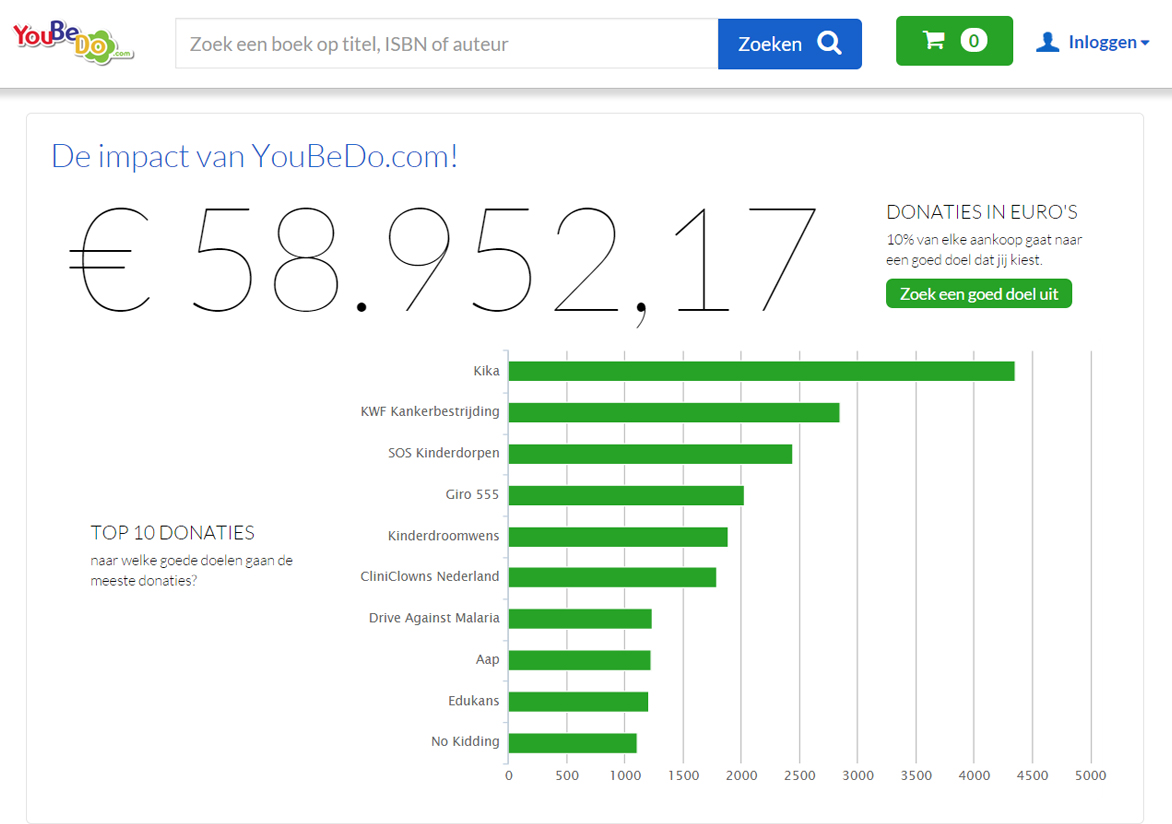 YouBeDo.com
Zoek een boek op titel, ISBN of auteur
Zoeken
0
Inloggen
De impact van YouBeDo.com!
€ 58.952,17
DONATIES IN EURO'S
10% van elke aankoop gaat naar
een goed doel dat jij kiest.
Zoek een goed doel uit
TOP 10 DONATIES
naar welke goede doelen gaan de
meeste donaties?
Kika
KWF Kankerbestrijding
SOS Kinderdorpen
Giro 555
Kinderdroomwens
CliniClowns Nederland
Drive Against Malaria
Aap
Edukans
No Kidding
0 500 1000 1500 2000 2500 3000 3500 4000 4500 5000